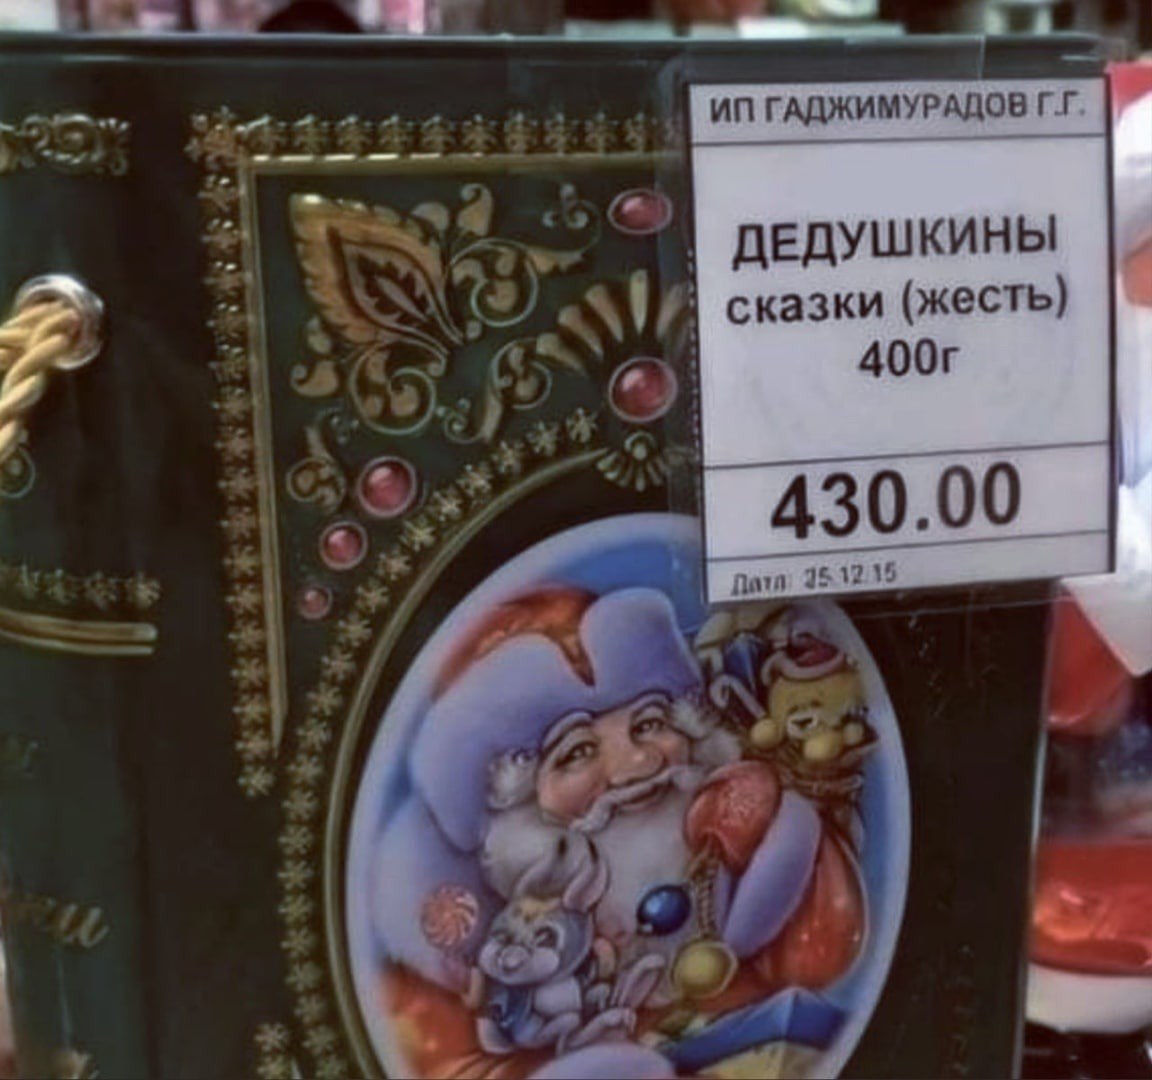 ИП ГАДЖИМУРАДОВ Г.Г.
ДЕДУШКИНЫ
сказки (жесть)
400г
430.00
Дата: 25.12.15